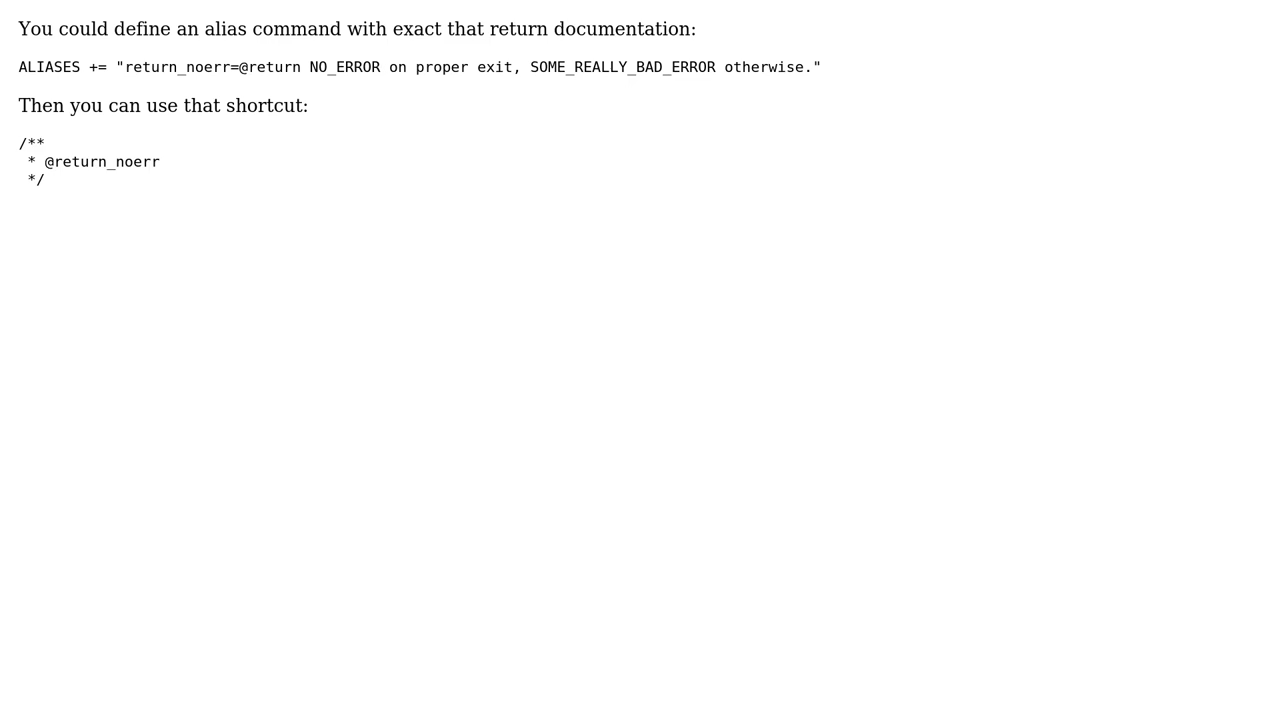 You could define an alias command with exact that return documentation:
ALIASES += "return_noerr=@return NO_ERROR on proper exit, SOME_REALLY_BAD_ERROR otherwise."
Then you can use that shortcut:
/**
 * @return_noerr
 */